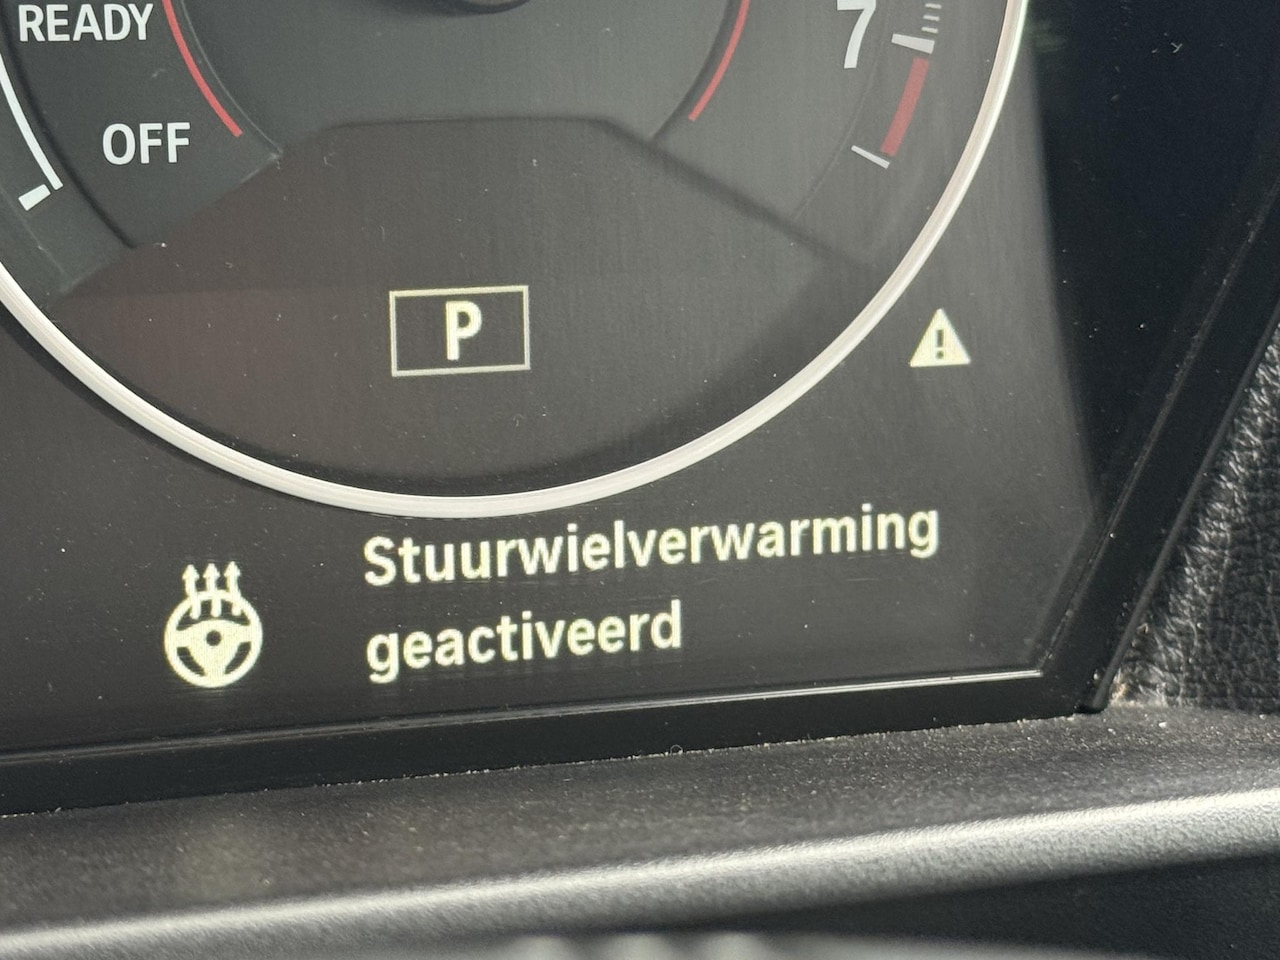 READY
OFF
7
P
Stuurwielverwarming
geactiveerd